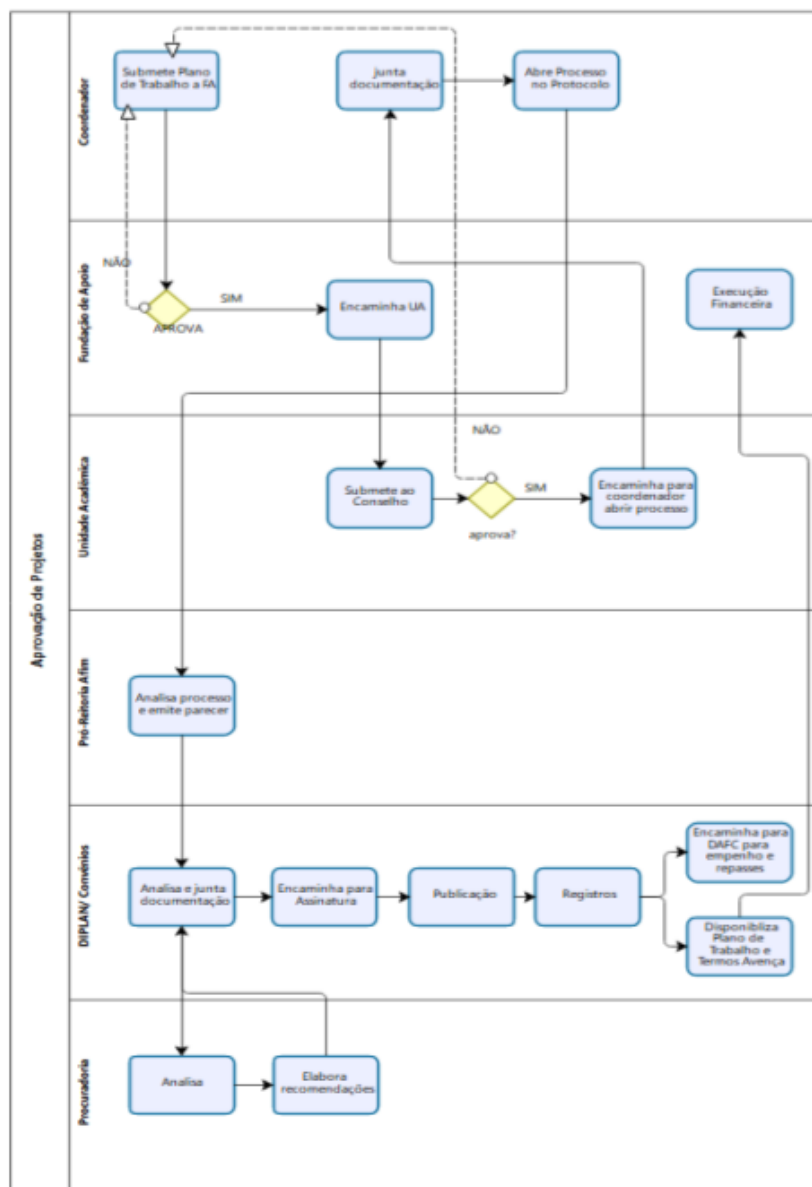 Aprovação de Projetos
Coordenador
Submete Plano
de Trabalho a FA
Junta
documentação
Abre Processo
no Protocolo
Fundação de Apoio
NÃO
APROVA
SIM
Encaminha UA
Execução
Financeira
Unidade Acadêmica
Submete ao
Conselho
NÃO
aprova?
SIM
Encaminha para
coordenador
abrir processo
Pró-Reitoria Afim
Analisa processo
e emite parecer
DIPLAN/ Convênios
Analisa e junta
documentação
Encaminha para
Assinatura
Publicação
Registros
Encaminha para
DAFC para
empenho e
repasses
Disponibliza
Plano de
Trabalho e
Termos Avença
Procuradoria
Analisa
Elabora
recomendações